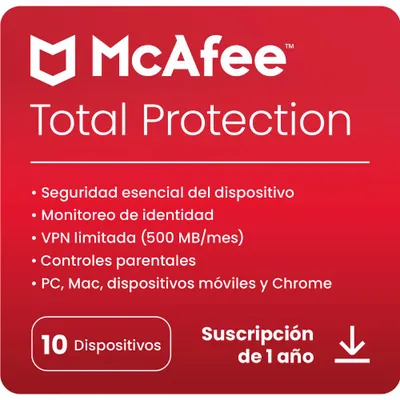 McAfee™
Total Protection
• Seguridad esencial del dispositivo
• Monitoreo de identidad
• VPN limitada (500 MB/mes)
• Controles parentales
• PC, Mac, dispositivos móviles y Chrome
10 Dispositivos
Suscripción
de 1 año